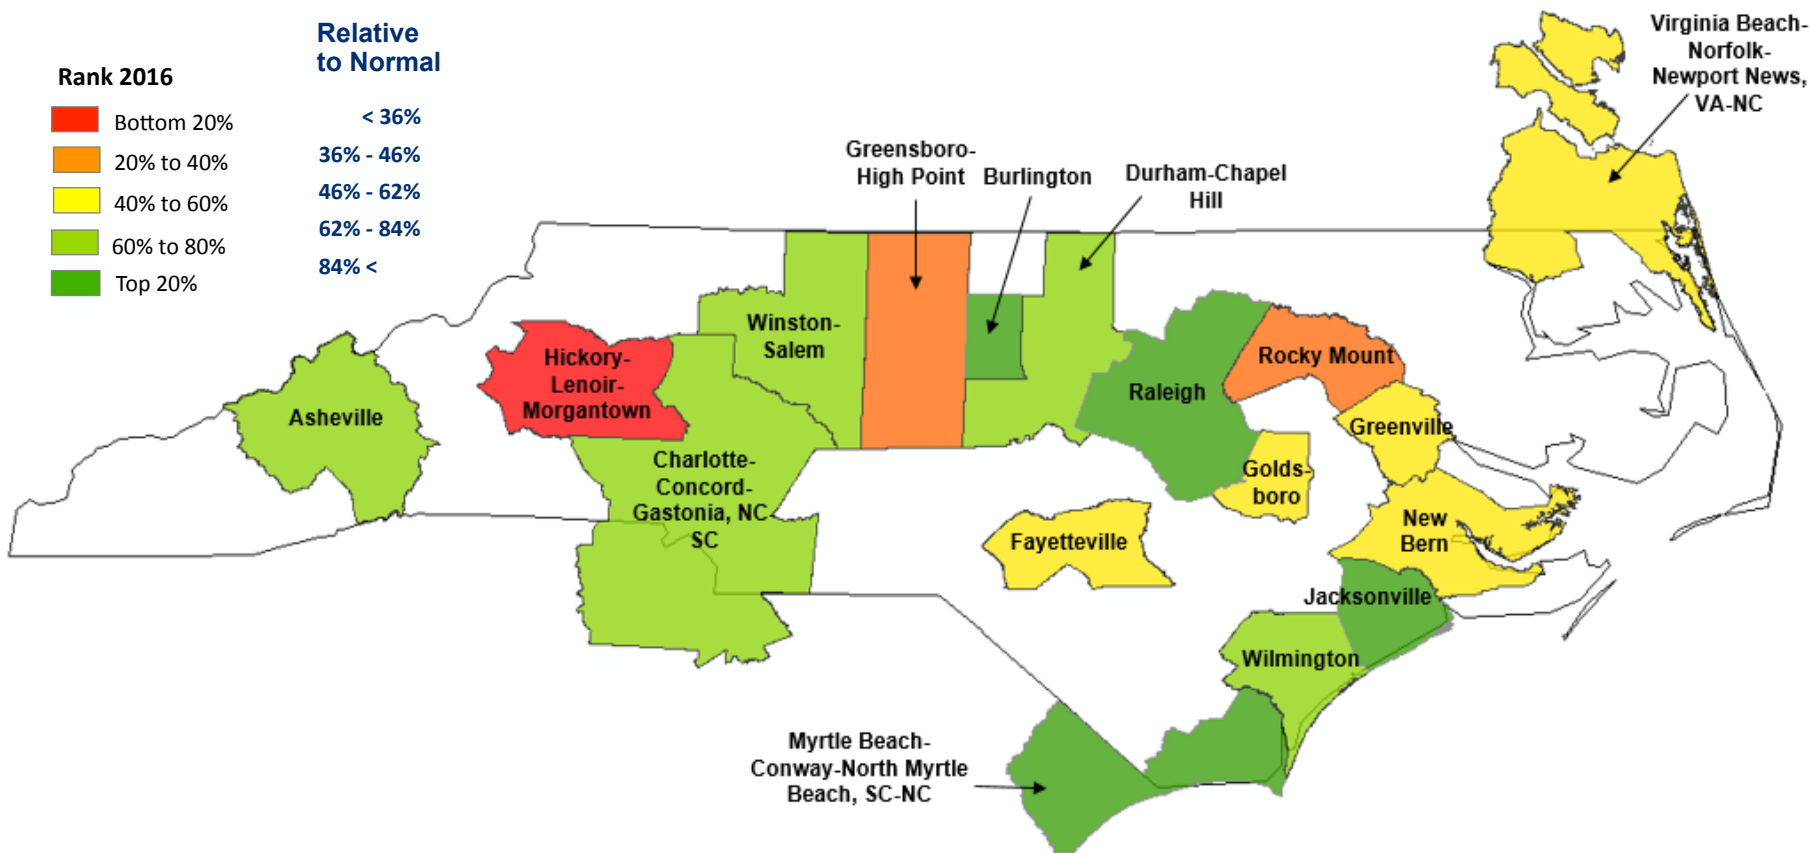 Relative
to Normal
Rank 2016
Bottom 20%
< 36%
20% to 40%
36% - 46%
40% to 60%
46% - 62%
60% to 80%
62% - 84%
Top 20%
84% <
Virginia Beach-
Norfolk-
Newport News,
VA-NC
Greensboro-
High Point
Burlington
Durham-Chapel
Hill
Winston-
Salem
Hickory-
Lenoir-
Morgantown
Asheville
Raleigh
Rocky Mount
Greenville
Charlotte-
Concord-
Gastonia, NC
SC
Golds-
boro
Fayetteville
New
Bern
Jacksonville
Wilmington
Myrtle Beach-
Conway-North Myrtle
Beach, SC-NC